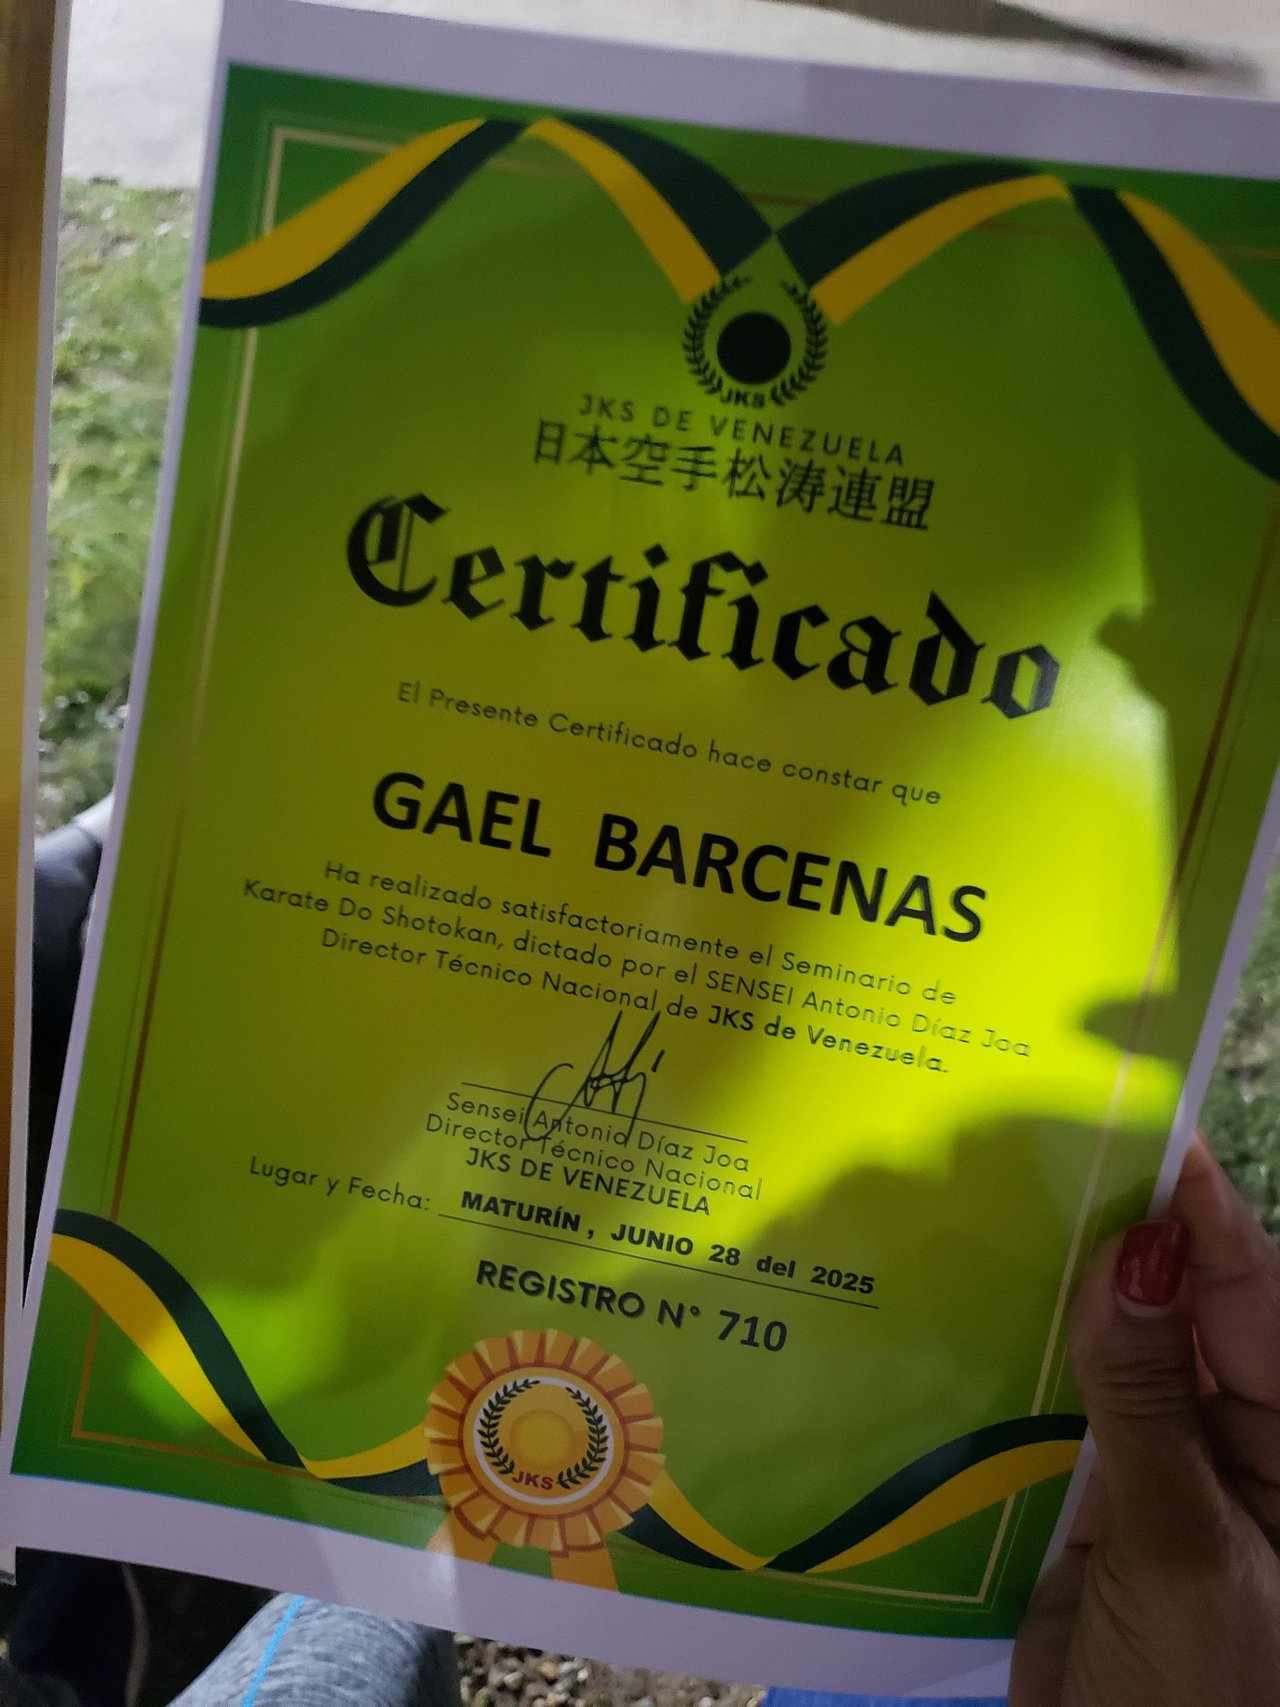 JKS
JKS DE VENEZUELA
日本空手松涛連盟
Certificado
El Presente Certificado hace constar que
GAEL BARCENAS
Ha realizado satisfactoriamente el Seminario de
Karate Do Shotokan, dictado por el SENSEI Antonio Díaz Joa
Director Técnico Nacional de JKS de Venezuela.
Sensei Antonio Díaz Joa
Director Técnico Nacional
JKS DE VENEZUELA
Lugar y Fecha: MATURÍN , JUNIO 28 del 2025
REGISTRO N° 710
JKS